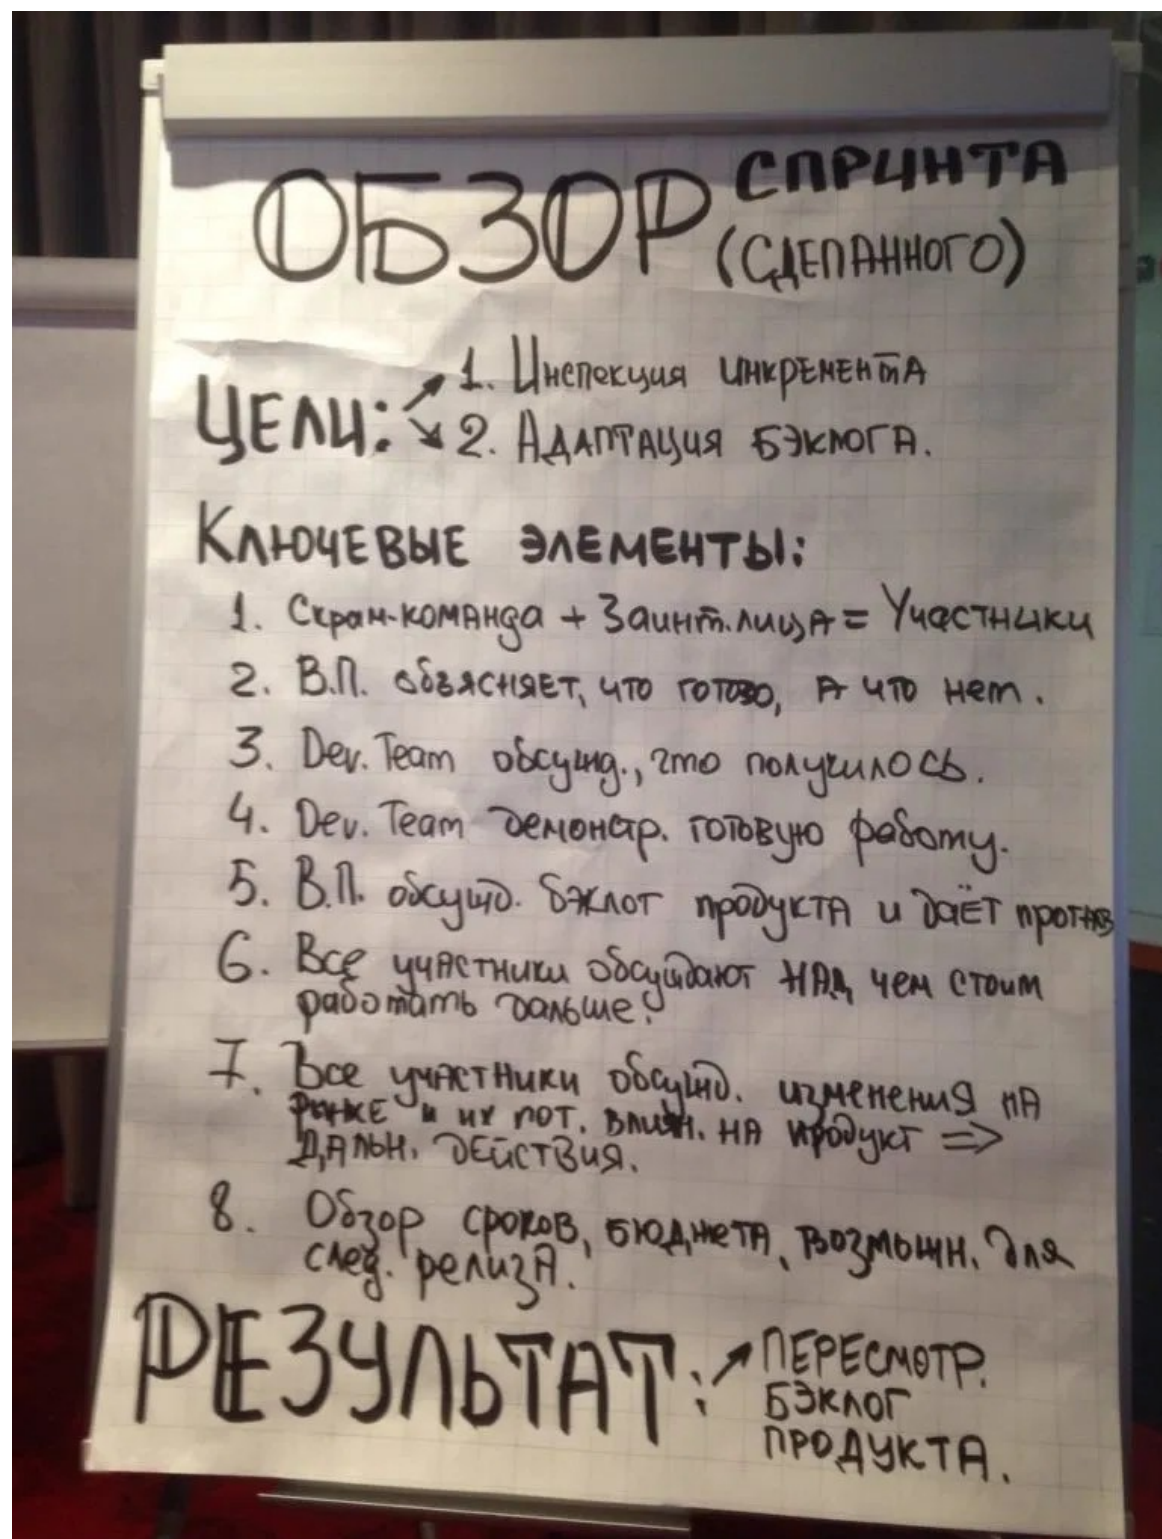 ОБЗОР СПРИНТА
(СДЕЛАННОГО)
ЦЕЛИ: 1. Инспекция инкремента
2. Адаптация бэклога.
Ключевые элементы:
1. Скрам-команда + Заинт. лица = Участники
2. В.П. объясняет, что готово, а что нет.
3. Dev. Team обсужд., что получилось.
4. Dev. Team демонстр. готовую работу.
5. В.П. обсужд. бэклог продукта и даёт прогноз
6. Все участники обсуждают над чем стоит
работать дальше?
7. Все участники обсужд. изменения на
рынке и их пот. влиян. на продукт =>
дальн. действия.
8. Обзор сроков, бюджета, возможн. для
след. релиза.
РЕЗУЛЬТАТ: ПЕРЕСМОТР.
БЭКЛОГ
ПРОДУКТА.